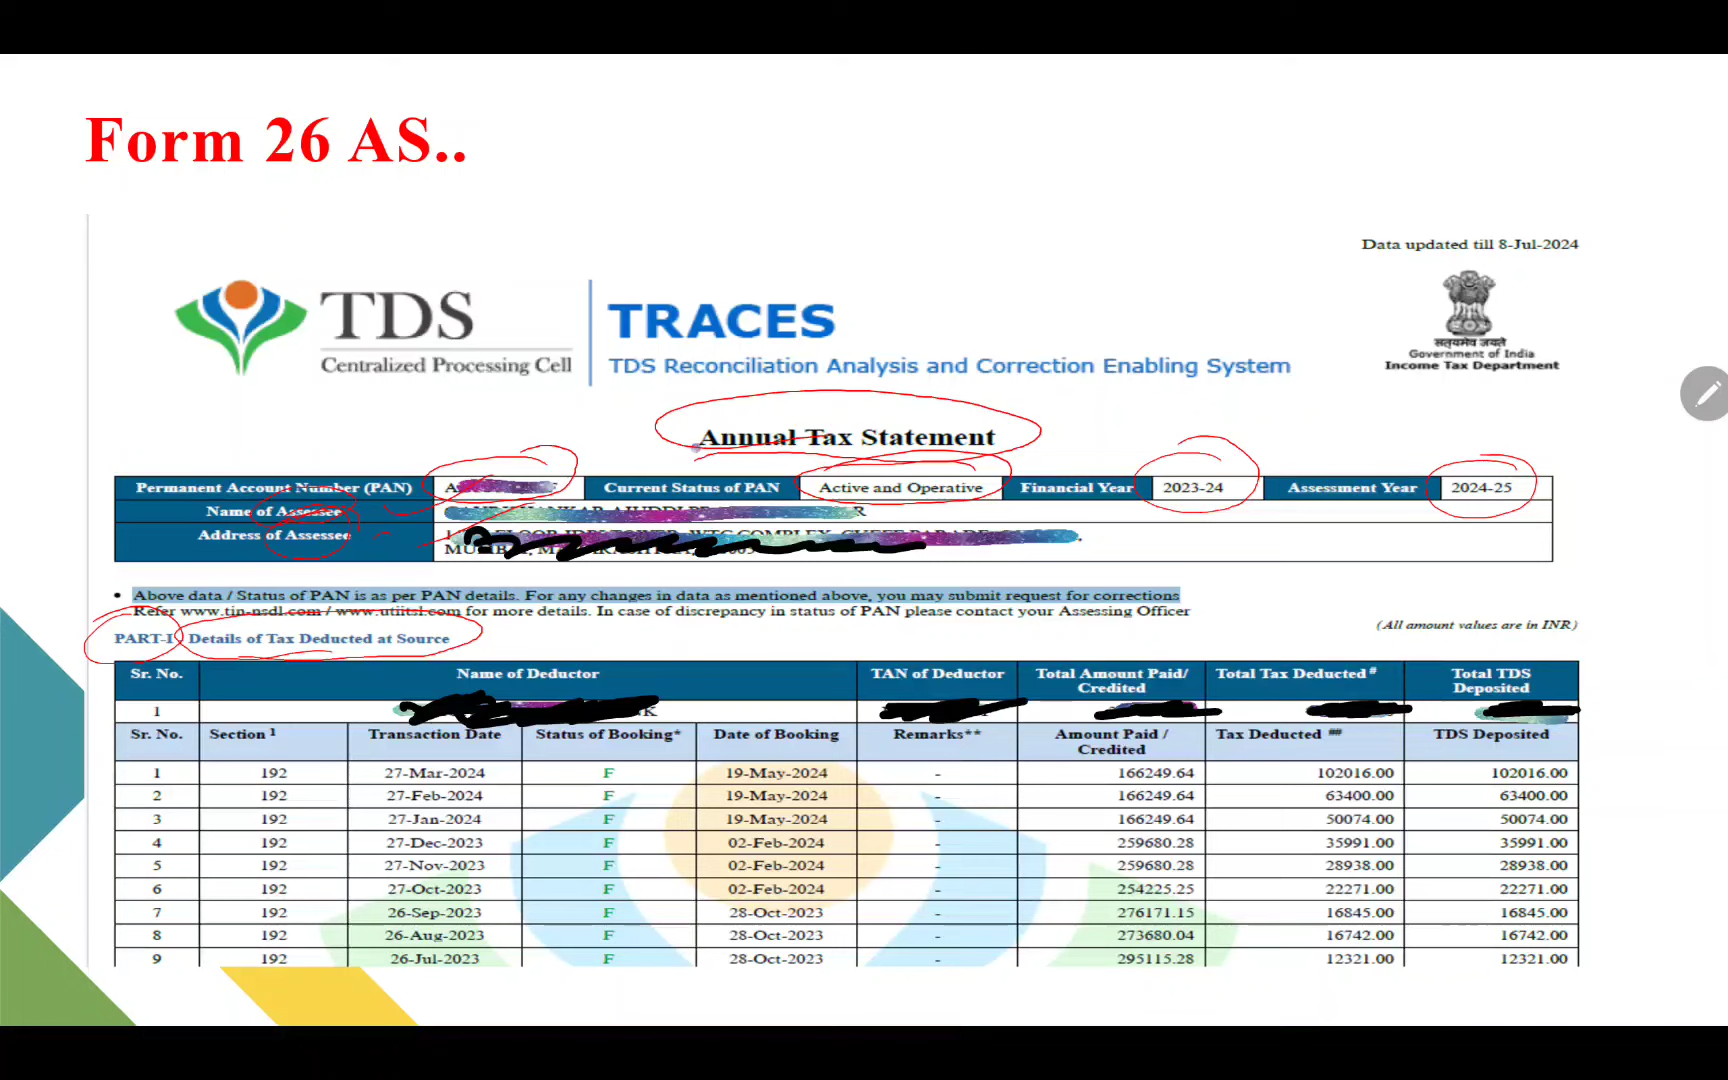 Form 26 AS..
Data updated till 8-Jul-2024
TDS
Centralized Processing Cell
TRACES
TDS Reconciliation Analysis and Correction Enabling System
सत्यमेव जयते
Government of India
Income Tax Department
Annual Tax Statement
Permanent Account Number (PAN) Current Status of PAN Active and Operative Financial Year 2023-24 Assessment Year 2024-25
Name of Assessee
Address of Assessee
• Above data / Status of PAN is as per PAN details. For any changes in data as mentioned above, you may submit request for corrections
Refer www.tin-nsdl.com / www.utiitsl.com for more details. In case of discrepancy in status of PAN please contact your Assessing Officer
(All amount values are in INR)
PART-I Details of Tax Deducted at Source
Sr. No. Name of Deductor TAN of Deductor Total Amount Paid/ Credited Total Tax Deducted # Total TDS Deposited
1
Sr. No. Section 1 Transaction Date Status of Booking* Date of Booking Remarks** Amount Paid / Credited Tax Deducted ## TDS Deposited
1 192 27-Mar-2024 F 19-May-2024 - 166249.64 102016.00 102016.00
2 192 27-Feb-2024 F 19-May-2024 - 166249.64 63400.00 63400.00
3 192 27-Jan-2024 F 19-May-2024 - 166249.64 50074.00 50074.00
4 192 27-Dec-2023 F 02-Feb-2024 - 259680.28 35991.00 35991.00
5 192 27-Nov-2023 F 02-Feb-2024 - 259680.28 28938.00 28938.00
6 192 27-Oct-2023 F 02-Feb-2024 - 254225.25 22271.00 22271.00
7 192 26-Sep-2023 F 28-Oct-2023 - 276171.15 16845.00 16845.00
8 192 26-Aug-2023 F 28-Oct-2023 - 273680.04 16742.00 16742.00
9 192 26-Jul-2023 F 28-Oct-2023 - 295115.28 12321.00 12321.00